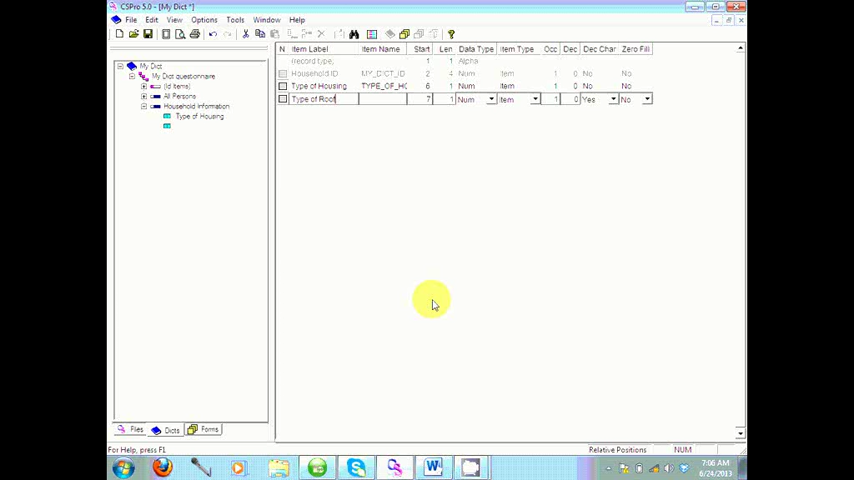 CSPro 5.0 - [My Dict *]
File Edit View Options Tools Window Help
N Item Label Item Name Start Len Data Type Item Type Occ Dec Dec Char Zero Fill
(record type, 1 1 Alpha
Household ID MY_DICT_ID 2 4 Num Item 1 0 No No
Type of Housing TYPE_OF_HO 6 1 Num Item 1 0 No No
Type of Roof 7 1 Num Item 1 0 Yes No
My Dict
My Dict questionnaire
(Id Items)
All Persons
Household Information
Type of Housing
Files Dicts Forms
For Help, press F1 Relative Positions NUM
7:06 AM
6/24/2013